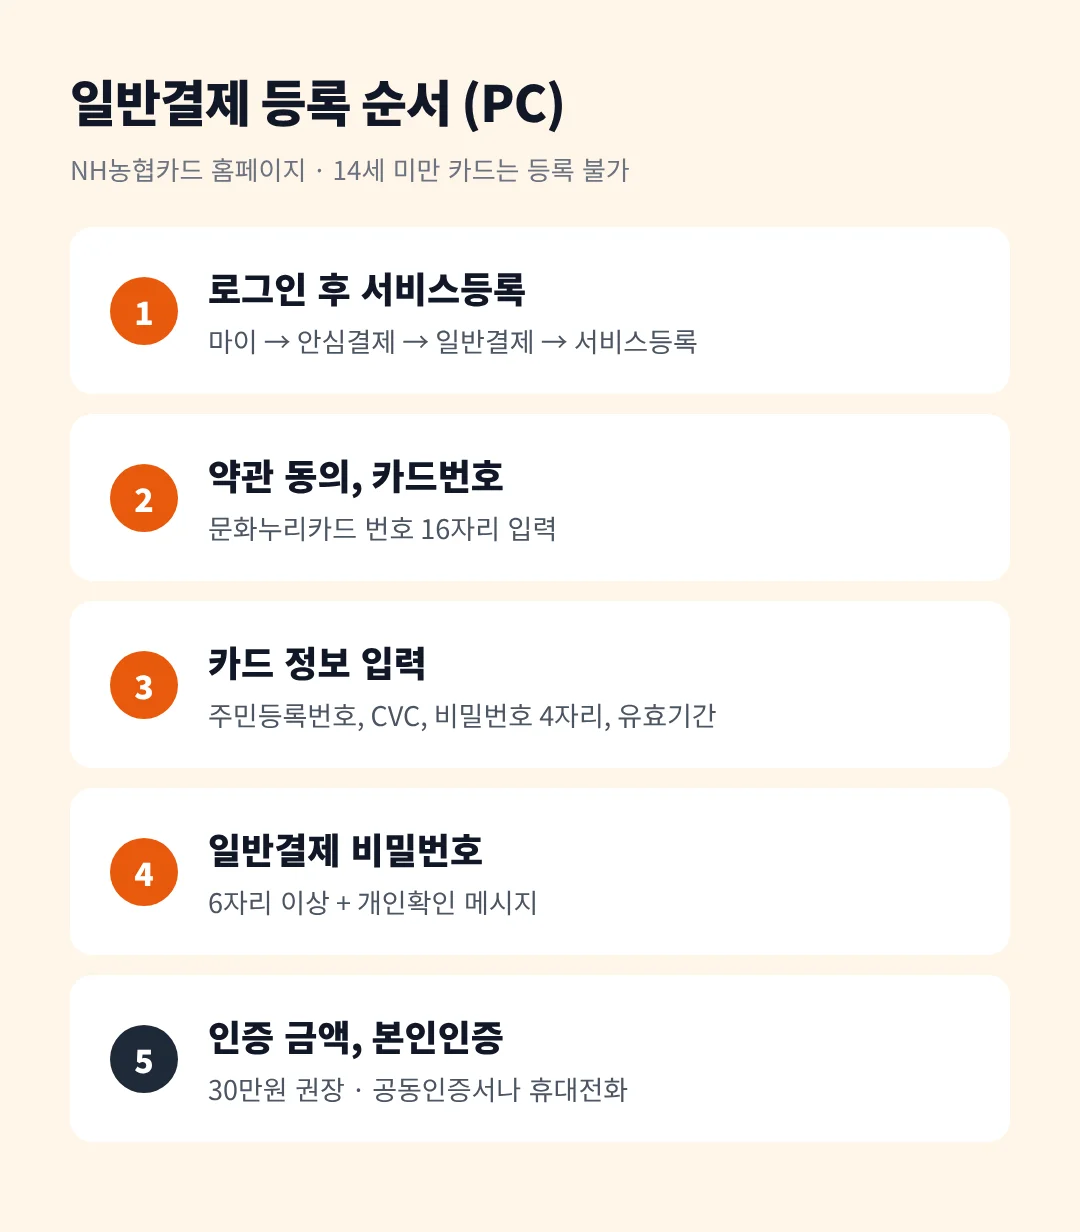 일반결제 등록 순서 (PC)
NH농협카드 홈페이지 · 14세 미만 카드는 등록 불가
1
로그인 후 서비스등록
마이 → 안심결제 → 일반결제 → 서비스등록
2
약관 동의, 카드번호
문화누리카드 번호 16자리 입력
3
카드 정보 입력
주민등록번호, CVC, 비밀번호 4자리, 유효기간
4
일반결제 비밀번호
6자리 이상 + 개인확인 메시지
5
인증 금액, 본인인증
30만원 권장 · 공동인증서나 휴대전화